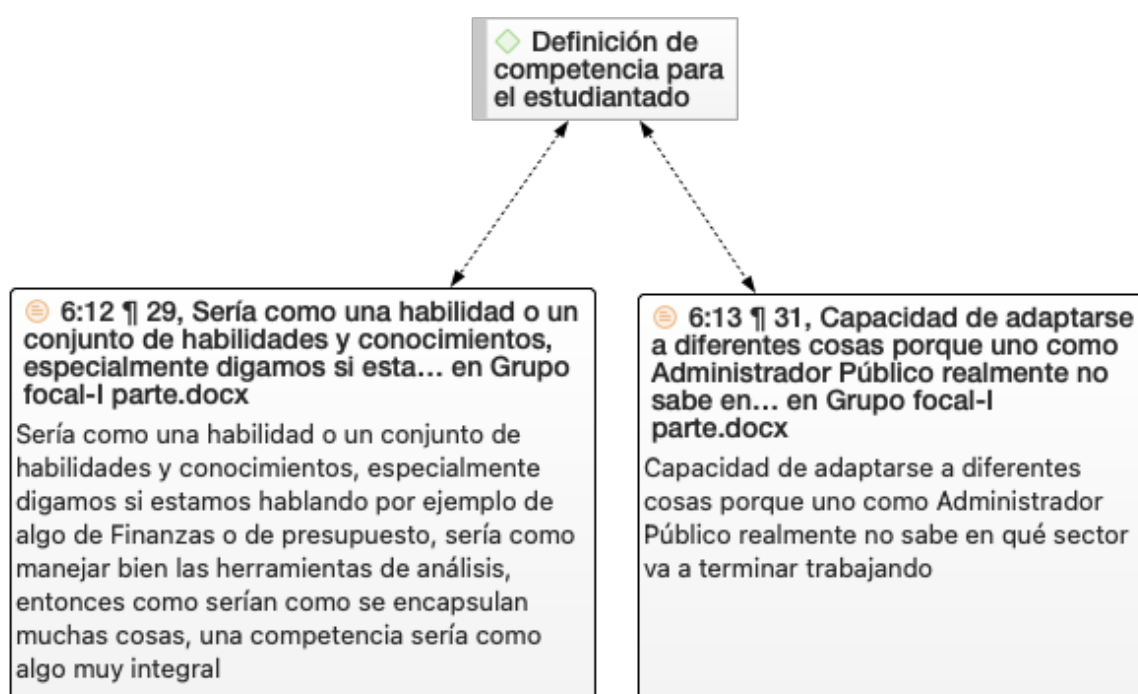 Definición de
competencia para
el estudiantado
6:12 ¶ 29, Sería como una habilidad o un
conjunto de habilidades y conocimientos,
especialmente digamos si esta... en Grupo
focal-I parte.docx
Sería como una habilidad o un conjunto de
habilidades y conocimientos, especialmente
digamos si estamos hablando por ejemplo de
algo de Finanzas o de presupuesto, sería como
manejar bien las herramientas de análisis,
entonces como serían como se encapsulan
muchas cosas, una competencia sería como
algo muy integral
6:13 ¶ 31, Capacidad de adaptarse
a diferentes cosas porque uno como
Administrador Público realmente no
sabe en... en Grupo focal-I
parte.docx
Capacidad de adaptarse a diferentes
cosas porque uno como Administrador
Público realmente no sabe en qué sector
va a terminar trabajando